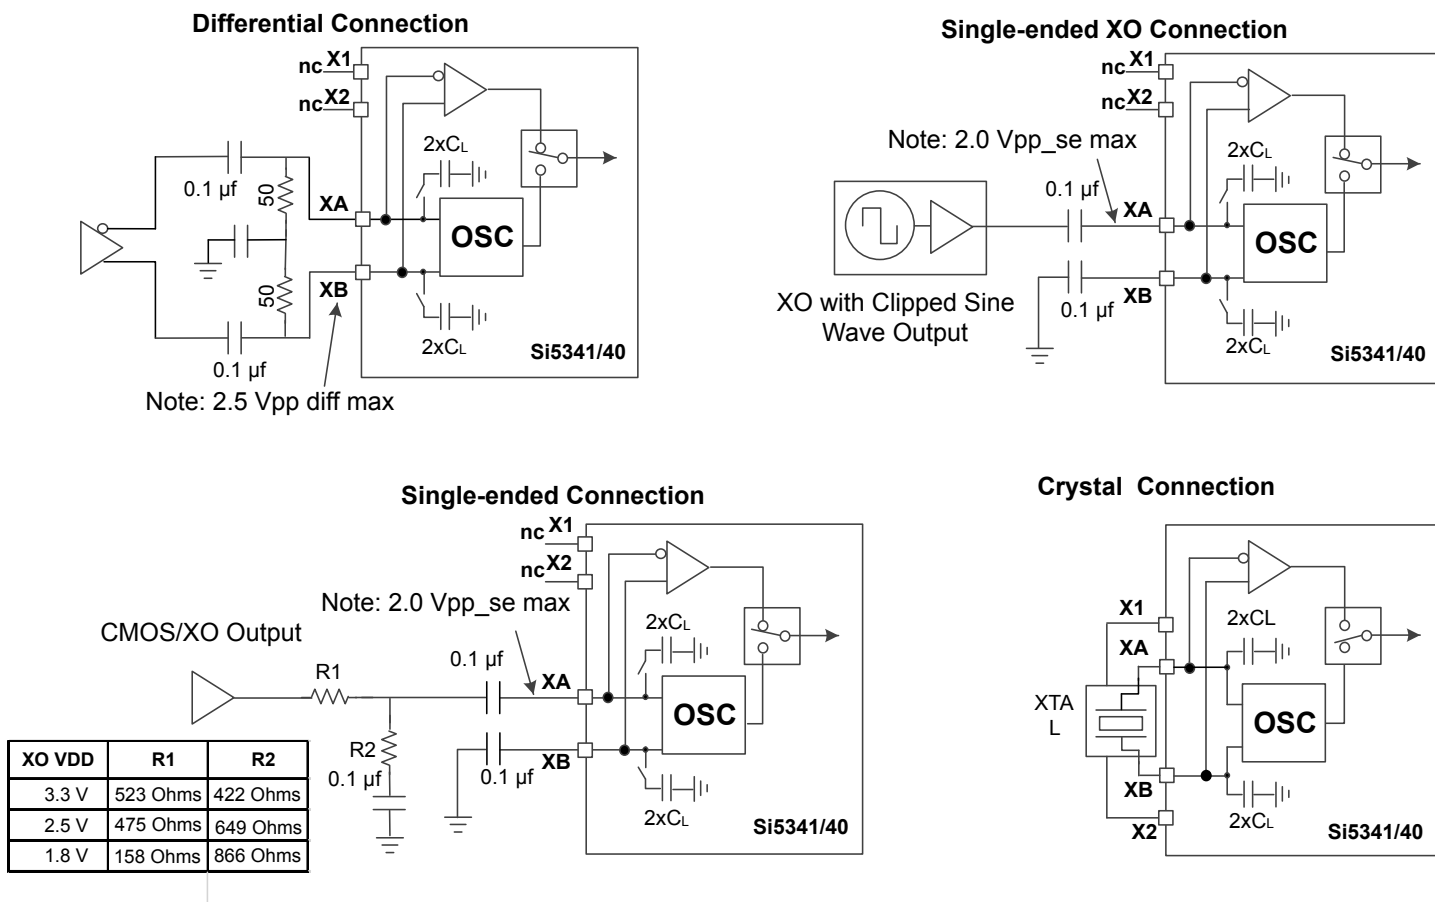 Differential Connection
nc X1
nc X2
2xCL
0.1 µf
50
XA
OSC
50
XB
2xCL
0.1 µf
Si5341/40
Note: 2.5 Vpp diff max
Single-ended XO Connection
nc X1
nc X2
Note: 2.0 Vpp_se max
2xCL
0.1 µf
XA
OSC
XB
0.1 µf
XO with Clipped Sine
Wave Output
2xCL
Si5341/40
Single-ended Connection
nc X1
nc X2
Note: 2.0 Vpp_se max
CMOS/XO Output
2xCL
0.1 µf
R1
XA
OSC
R2
XB
0.1 µf
0.1 µf
2xCL
Si5341/40
XO VDD R1 R2
3.3 V 523 Ohms 422 Ohms
2.5 V 475 Ohms 649 Ohms
1.8 V 158 Ohms 866 Ohms
Crystal Connection
X1
2xCL
XA
XTA
L
OSC
XB
2xCL
X2
Si5341/40